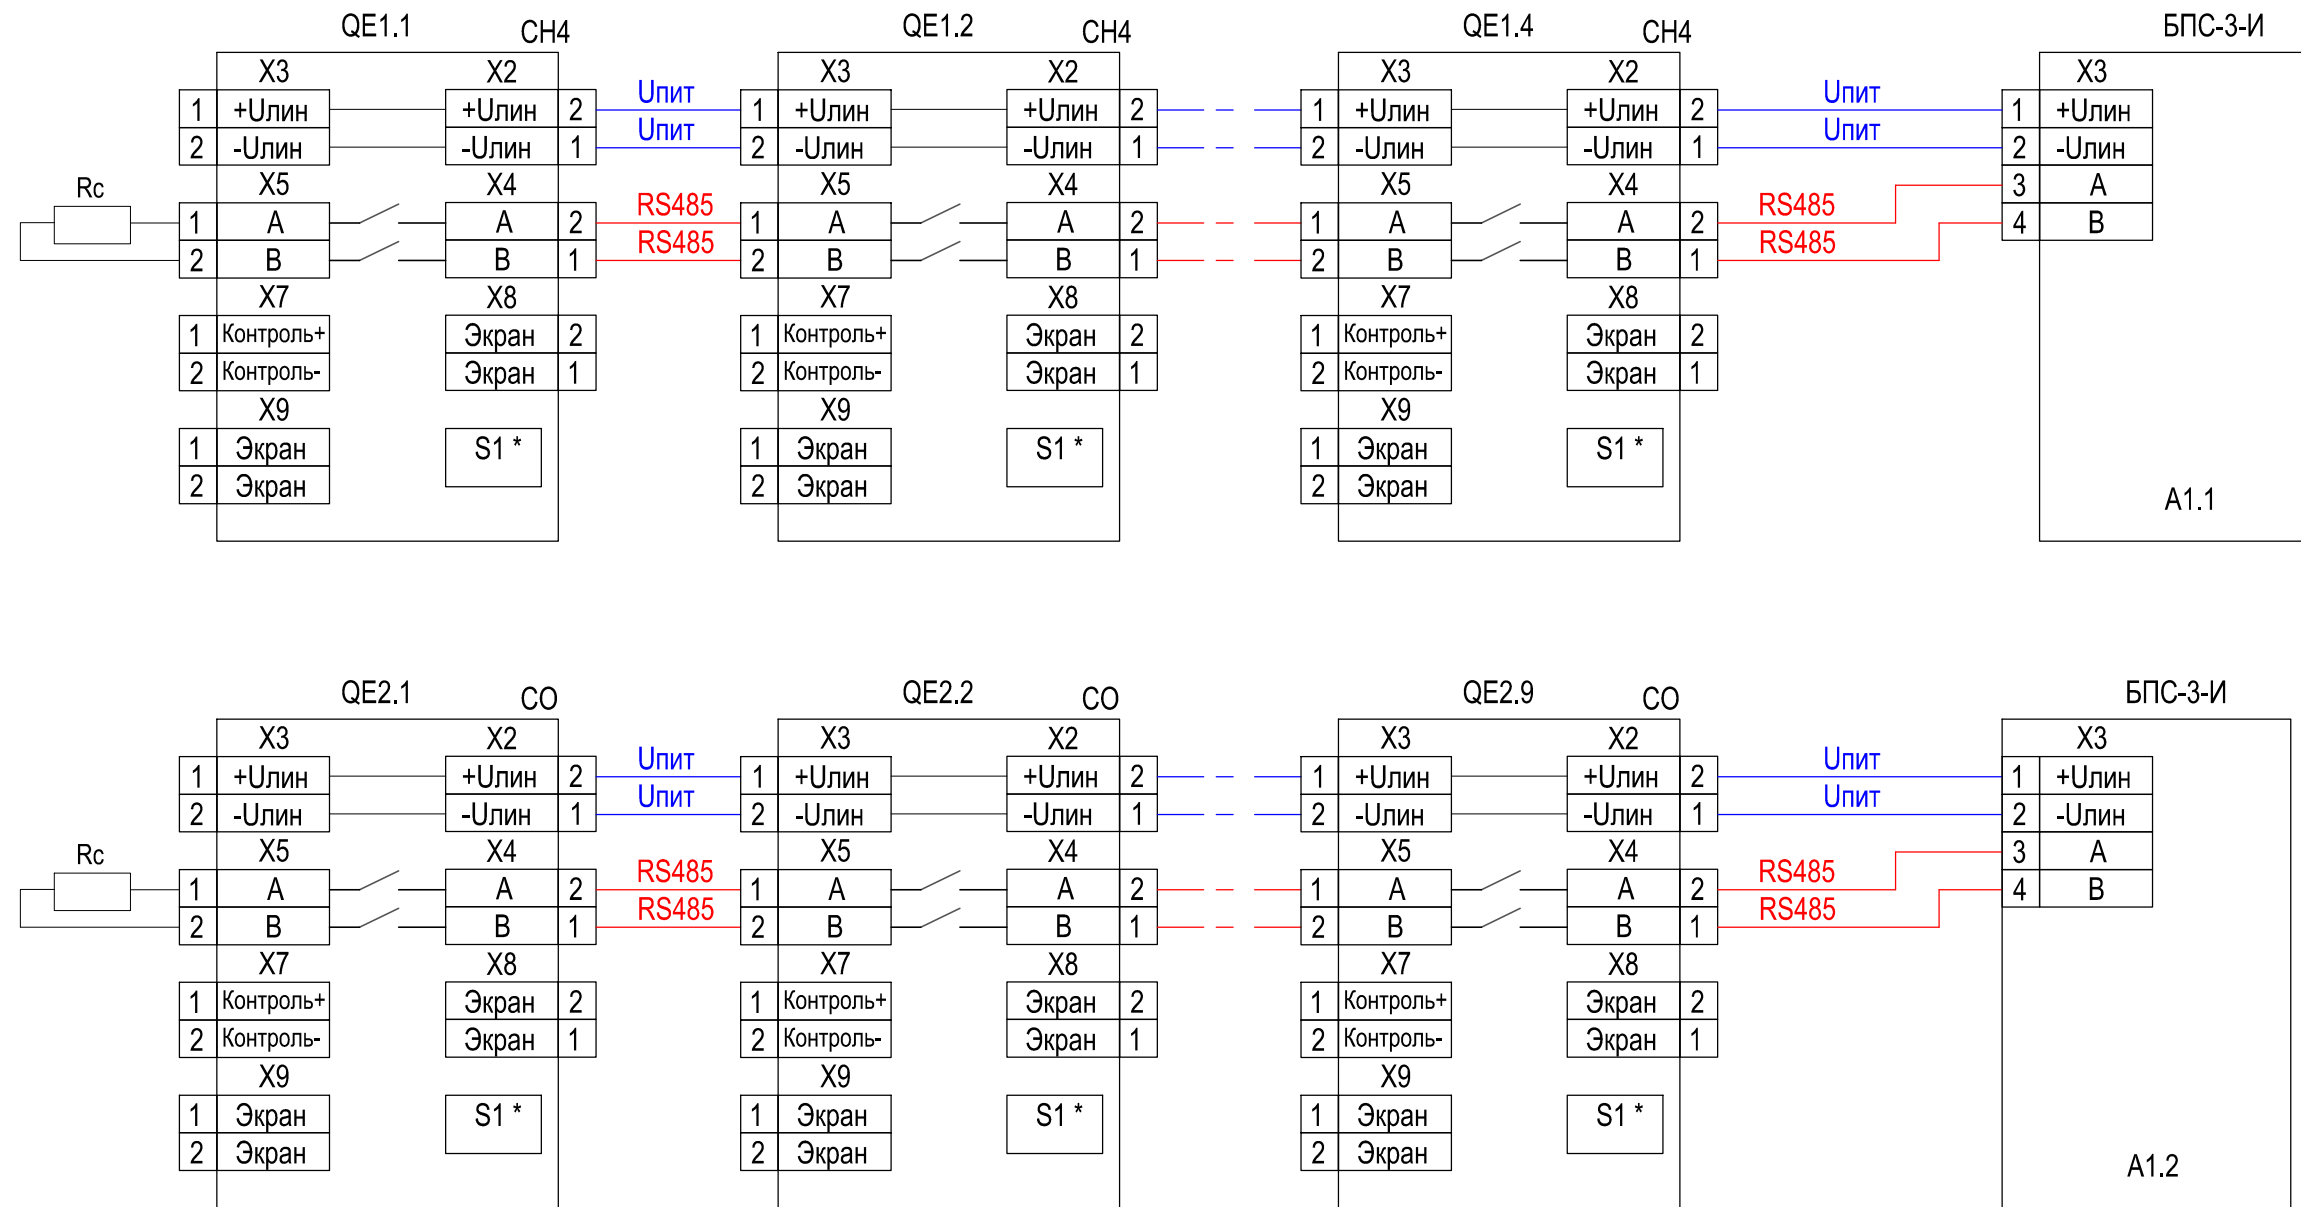 QE1.1 CH4 QE1.2 CH4 QE1.4 CH4 БПС-3-И
X3 X2 X3 X2 X3 X2 X3
1 +Uлин +Uлин 2 Uпит 1 +Uлин +Uлин 2 1 +Uлин +Uлин 2 Uпит 1 +Uлин
2 -Uлин -Uлин 1 Uпит 2 -Uлин -Uлин 1 2 -Uлин -Uлин 1 Uпит 2 -Uлин
Rc X5 X4 X5 X4 X5 X4 3 A
1 A A 2 RS485 1 A A 2 1 A A 2 RS485 4 B
2 B B 1 RS485 2 B B 1 2 B B 1 RS485
X7 X8 X7 X8 X7 X8
1 Контроль+ Экран 2 1 Контроль+ Экран 2 1 Контроль+ Экран 2
2 Контроль- Экран 1 2 Контроль- Экран 1 2 Контроль- Экран 1
X9 X9 X9
1 Экран S1 * 1 Экран S1 * 1 Экран S1 *
2 Экран 2 Экран 2 Экран
A1.1
QE2.1 CO QE2.2 CO QE2.9 CO БПС-3-И
X3 X2 X3 X2 X3 X2 X3
1 +Uлин +Uлин 2 Uпит 1 +Uлин +Uлин 2 1 +Uлин +Uлин 2 Uпит 1 +Uлин
2 -Uлин -Uлин 1 Uпит 2 -Uлин -Uлин 1 2 -Uлин -Uлин 1 Uпит 2 -Uлин
Rc X5 X4 X5 X4 X5 X4 3 A
1 A A 2 RS485 1 A A 2 1 A A 2 RS485 4 B
2 B B 1 RS485 2 B B 1 2 B B 1 RS485
X7 X8 X7 X8 X7 X8
1 Контроль+ Экран 2 1 Контроль+ Экран 2 1 Контроль+ Экран 2
2 Контроль- Экран 1 2 Контроль- Экран 1 2 Контроль- Экран 1
X9 X9 X9
1 Экран S1 * 1 Экран S1 * 1 Экран S1 *
2 Экран 2 Экран 2 Экран
A1.2